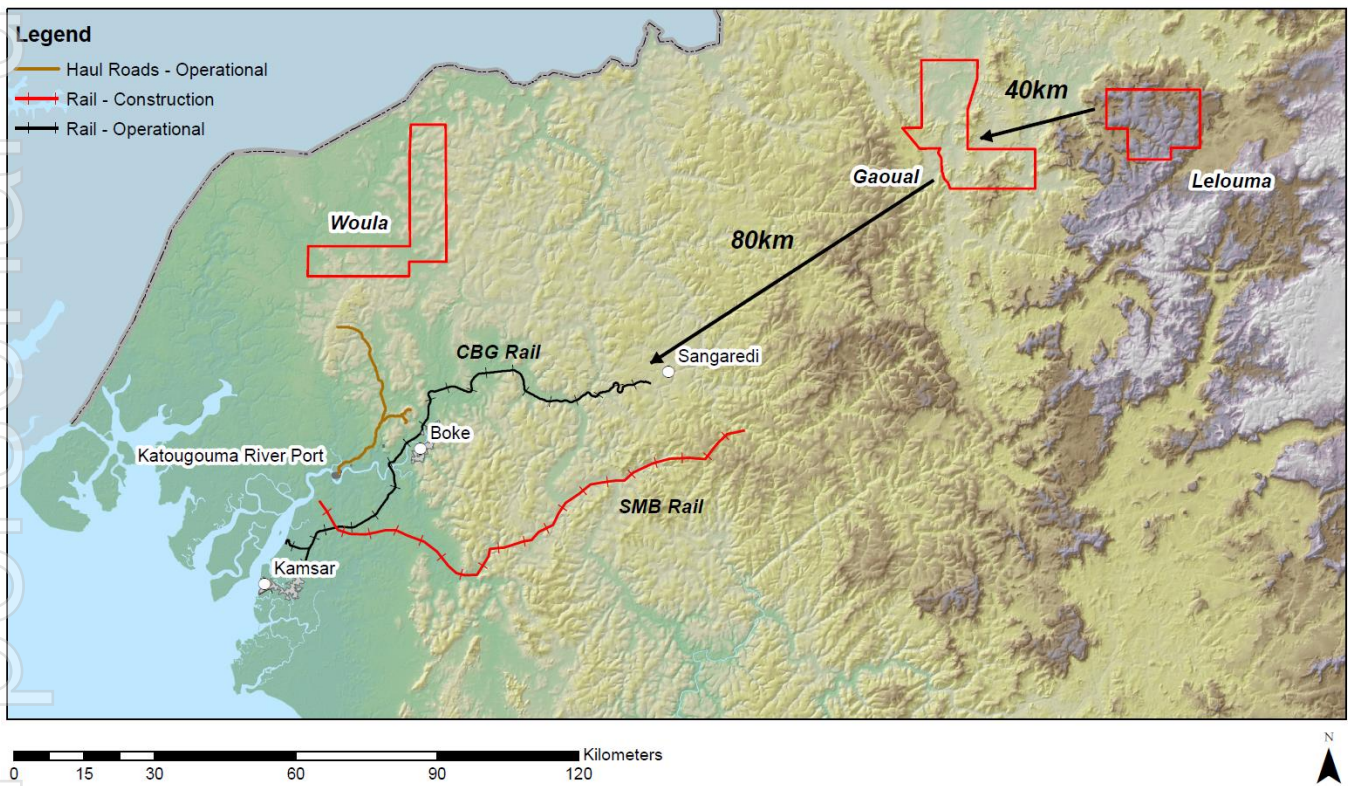 Legend
Haul Roads - Operational
Rail - Construction
Rail - Operational
40km
Gaoual
Lelouma
Woula
80km
CBG Rail
Sangaredi
Boke
Katougouma River Port
SMB Rail
Kamsar
Kilometers
0 15 30 60 90 120
N